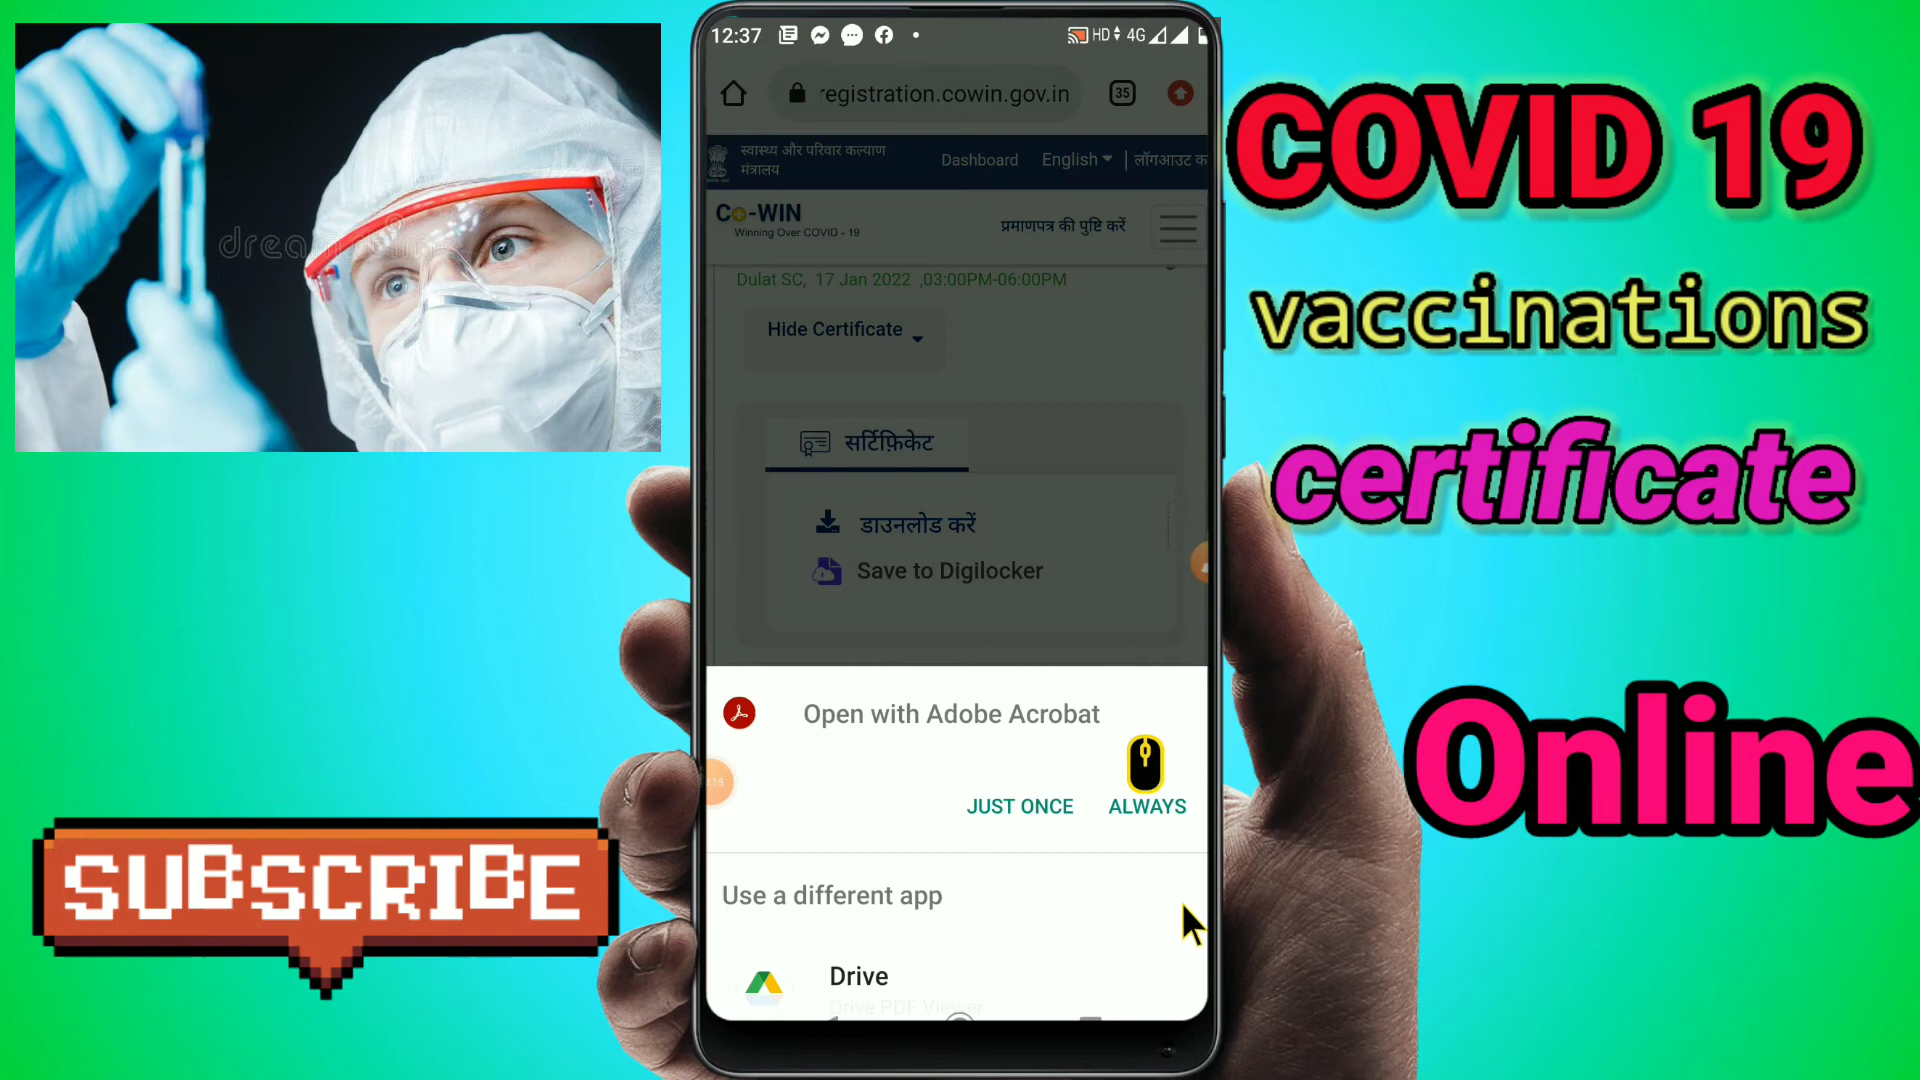 12:37
HD 4G
registration.cowin.gov.in
35
स्वास्थ्य और परिवार कल्याण
मंत्रालय
Dashboard English लॉगआउट क
Co-WIN
Winning Over COVID - 19
प्रमाणपत्र की पुष्टि करें
Dulat SC, 17 Jan 2022 ,03:00PM-06:00PM
Hide Certificate
सर्टिफ़िकेट
डाउनलोड करें
Save to Digilocker
Open with Adobe Acrobat
JUST ONCE ALWAYS
Use a different app
Drive
Drive PDF Viewer
COVID 19
vaccinations
certificate
Online
SUBSCRIBE